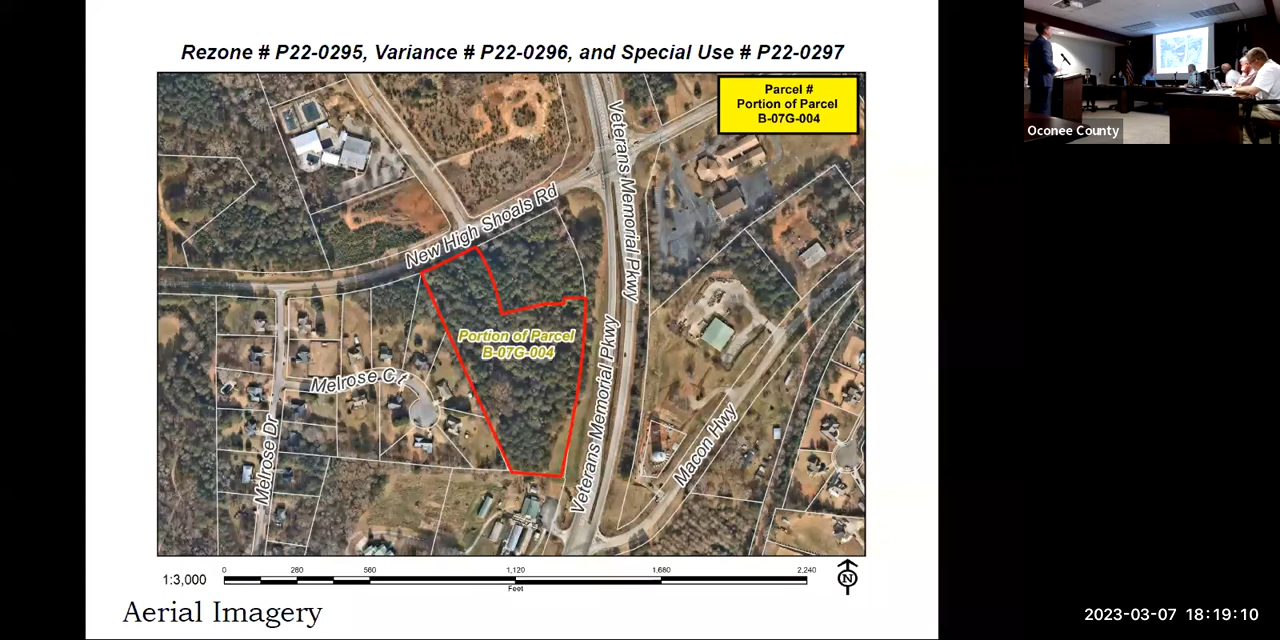 Rezone # P22-0295, Variance # P22-0296, and Special Use # P22-0297
Parcel #
Portion of Parcel
B-07G-004
Oconee County
Veterans Memorial Pkwy
New High Shoals Rd
Portion of Parcel
B-07G-004
Melrose Ct
Melrose Dr
Veterans Memorial Pkwy
Macon Hwy
1:3,000
0 280 560 1,120 1,680 2,240
Feet
N
Aerial Imagery
2023-03-07 18:19:10